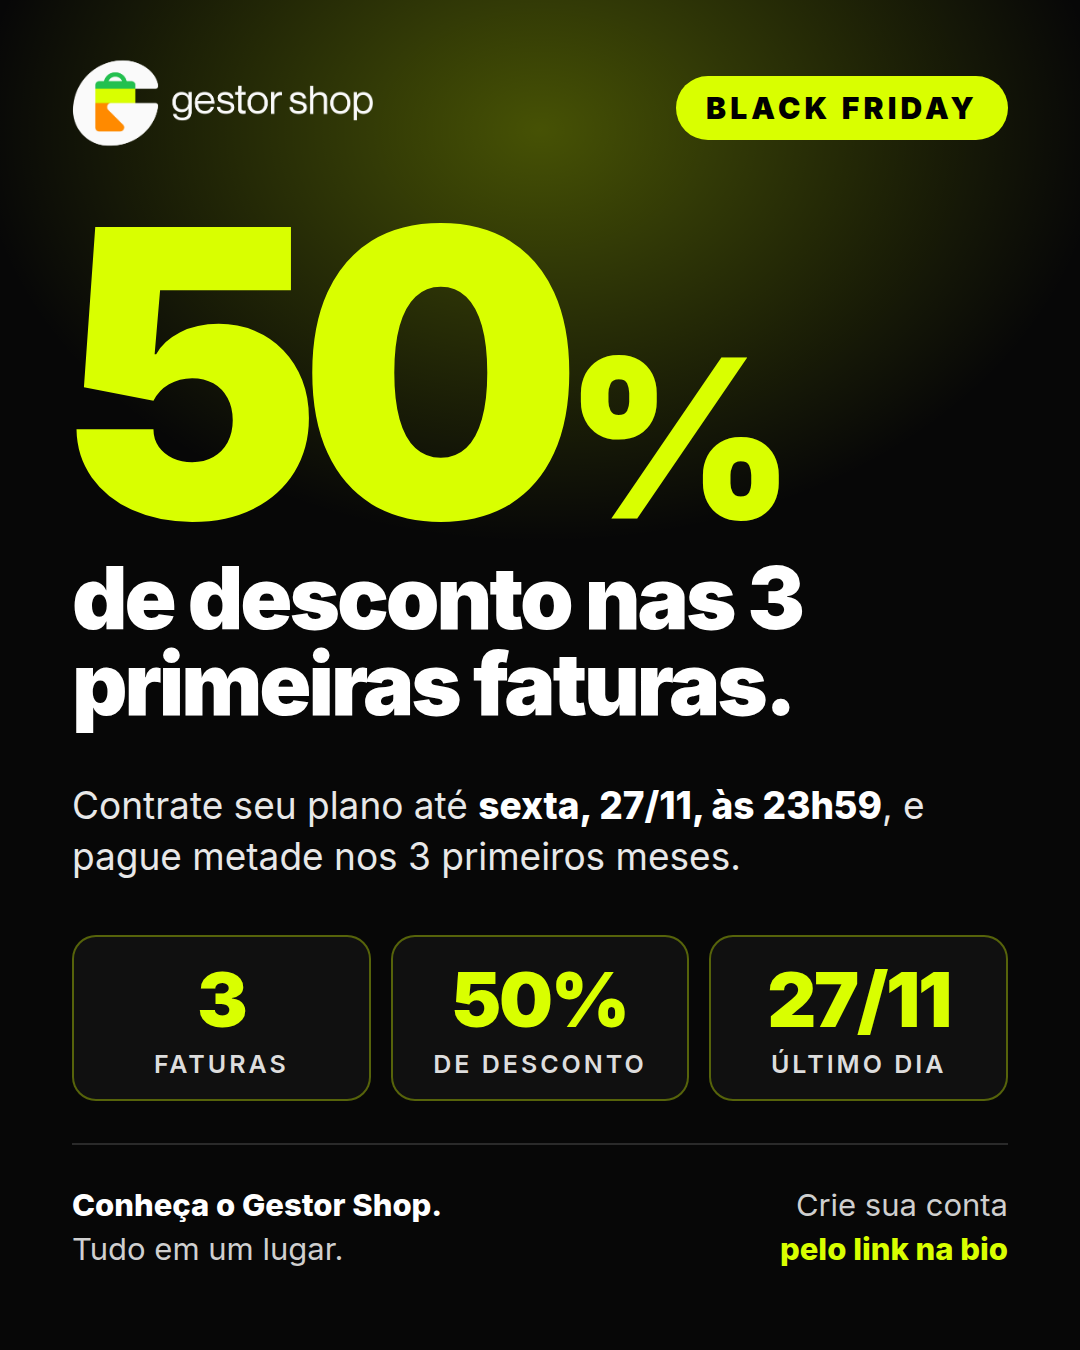 gestor shop
BLACK FRIDAY
50%
de desconto nas 3
primeiras faturas.
Contrate seu plano até sexta, 27/11, às 23h59, e
pague metade nos 3 primeiros meses.
3
FATURAS
50%
DE DESCONTO
27/11
ÚLTIMO DIA
Conheça o Gestor Shop.
Tudo em um lugar.
Crie sua conta
pelo link na bio